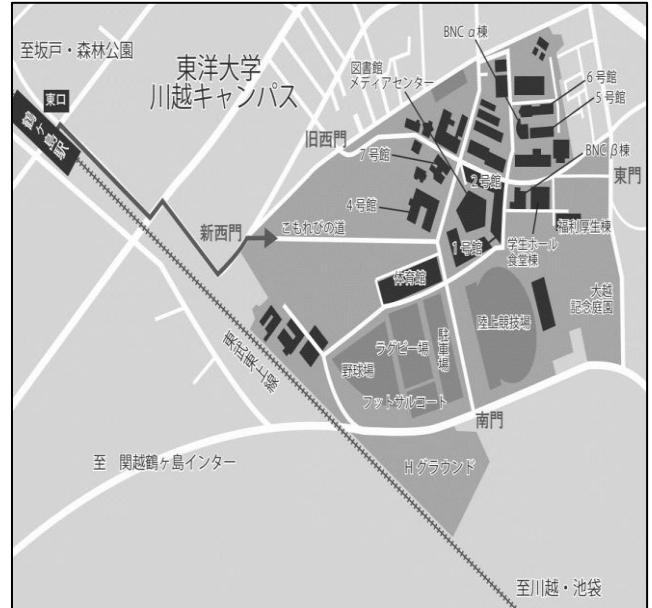 BNC α棟
至坂戸・森林公園
東洋大学
川越キャンパス
図書館
メディアセンター
6号館
5号館
東口
鶴ヶ島駅
旧西門
7号館
2号館
BNC β棟
東門
4号館
新西門
こもれびの道
1号館
学生ホール
食堂棟
福利厚生棟
体育館
大越
記念庭園
陸上競技場
駐車場
ラグビー場
東武東上線
野球場
フットサルコート
南門
至 関越鶴ヶ島インター
Hグラウンド
至川越・池袋